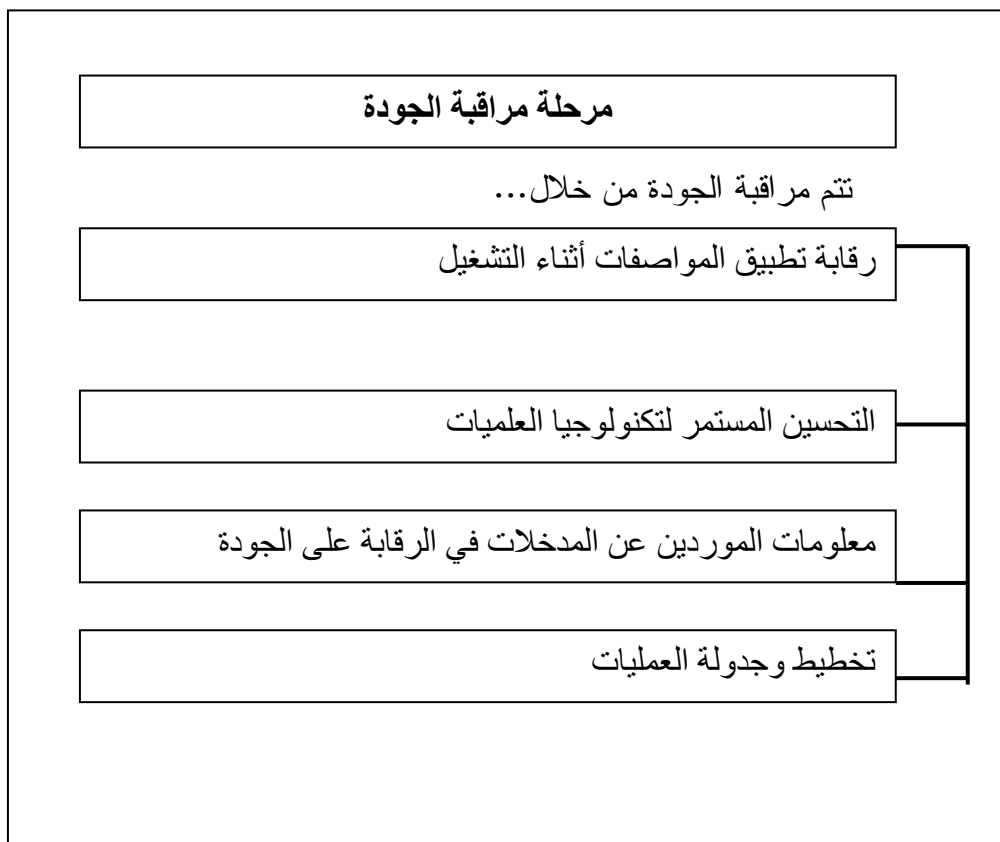 مرحلة مراقبة الجودة
تتم مراقبة الجودة من خلال...
رقابة تطبيق المواصفات أثناء التشغيل
التحسين المستمر لتكنولوجيا العلميات
معلومات الموردين عن المدخلات في الرقابة على الجودة
تخطيط وجدولة العمليات